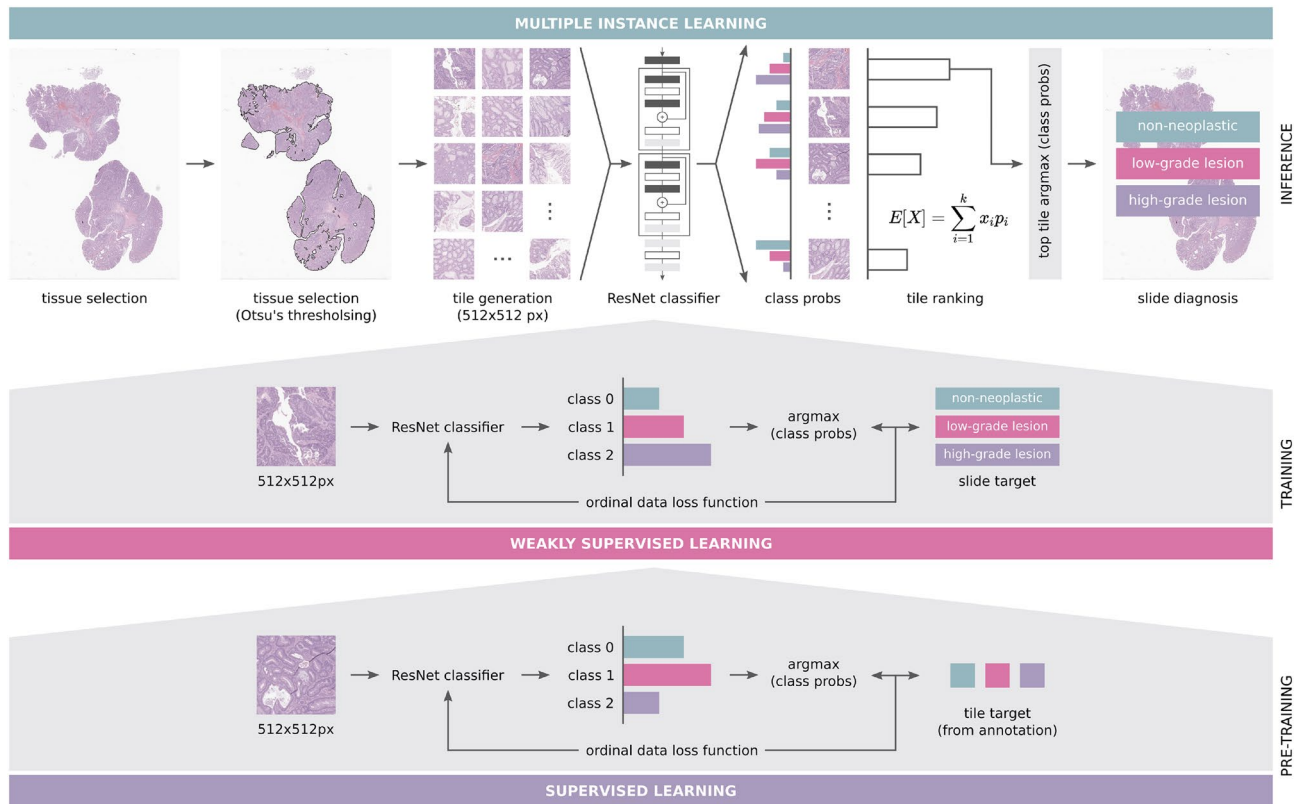 MULTIPLE INSTANCE LEARNING
tissue selection
tissue selection
(Otsu's thresholsing)
tile generation
(512x512 px)
ResNet classifier
class probs
tile ranking
E[X] = \sum_{i=1}^{k} x_i p_i
top tile argmax (class probs)
non-neoplastic
low-grade lesion
high-grade lesion
slide diagnosis
INFERENCE
512x512px
ResNet classifier
class 0
class 1
class 2
argmax
(class probs)
non-neoplastic
low-grade lesion
high-grade lesion
slide target
ordinal data loss function
TRAINING
WEAKLY SUPERVISED LEARNING
512x512px
ResNet classifier
class 0
class 1
class 2
argmax
(class probs)
tile target
(from annotation)
ordinal data loss function
PRE-TRAINING
SUPERVISED LEARNING